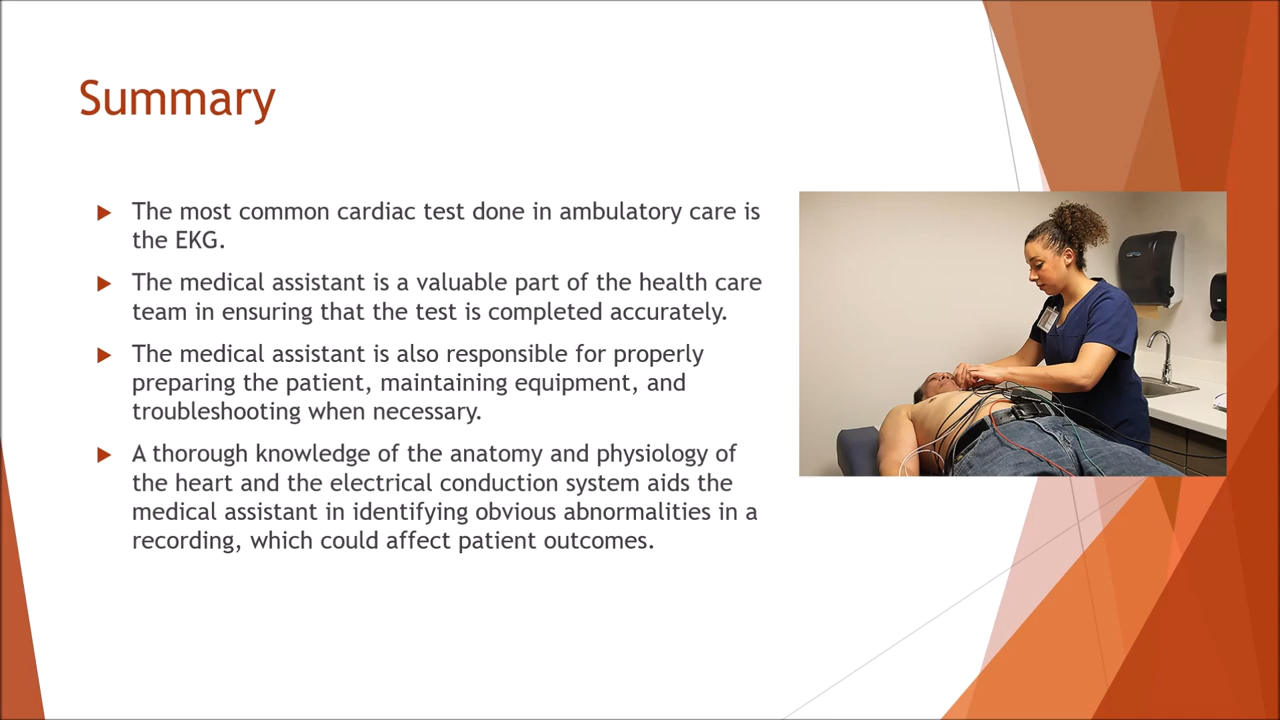 Summary
The most common cardiac test done in ambulatory care is
the EKG.
The medical assistant is a valuable part of the health care
team in ensuring that the test is completed accurately.
The medical assistant is also responsible for properly
preparing the patient, maintaining equipment, and
troubleshooting when necessary.
A thorough knowledge of the anatomy and physiology of
the heart and the electrical conduction system aids the
medical assistant in identifying obvious abnormalities in a
recording, which could affect patient outcomes.